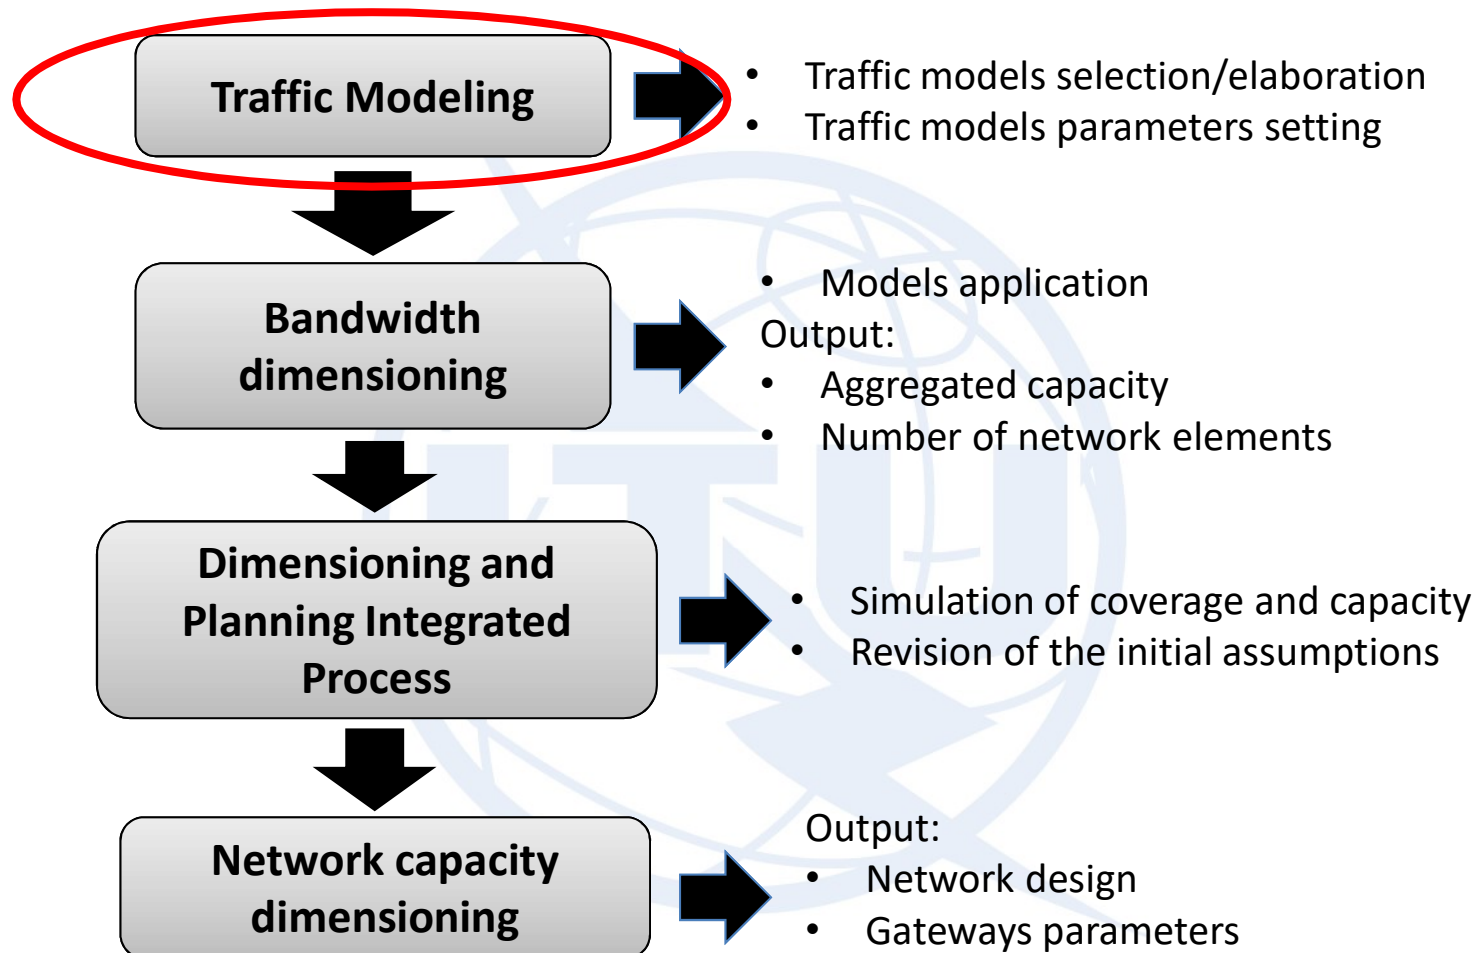 Traffic Modeling
• Traffic models selection/elaboration
• Traffic models parameters setting
Bandwidth
dimensioning
• Models application
Output:
• Aggregated capacity
• Number of network elements
Dimensioning and
Planning Integrated
Process
• Simulation of coverage and capacity
• Revision of the initial assumptions
Network capacity
dimensioning
Output:
• Network design
• Gateways parameters
ITU